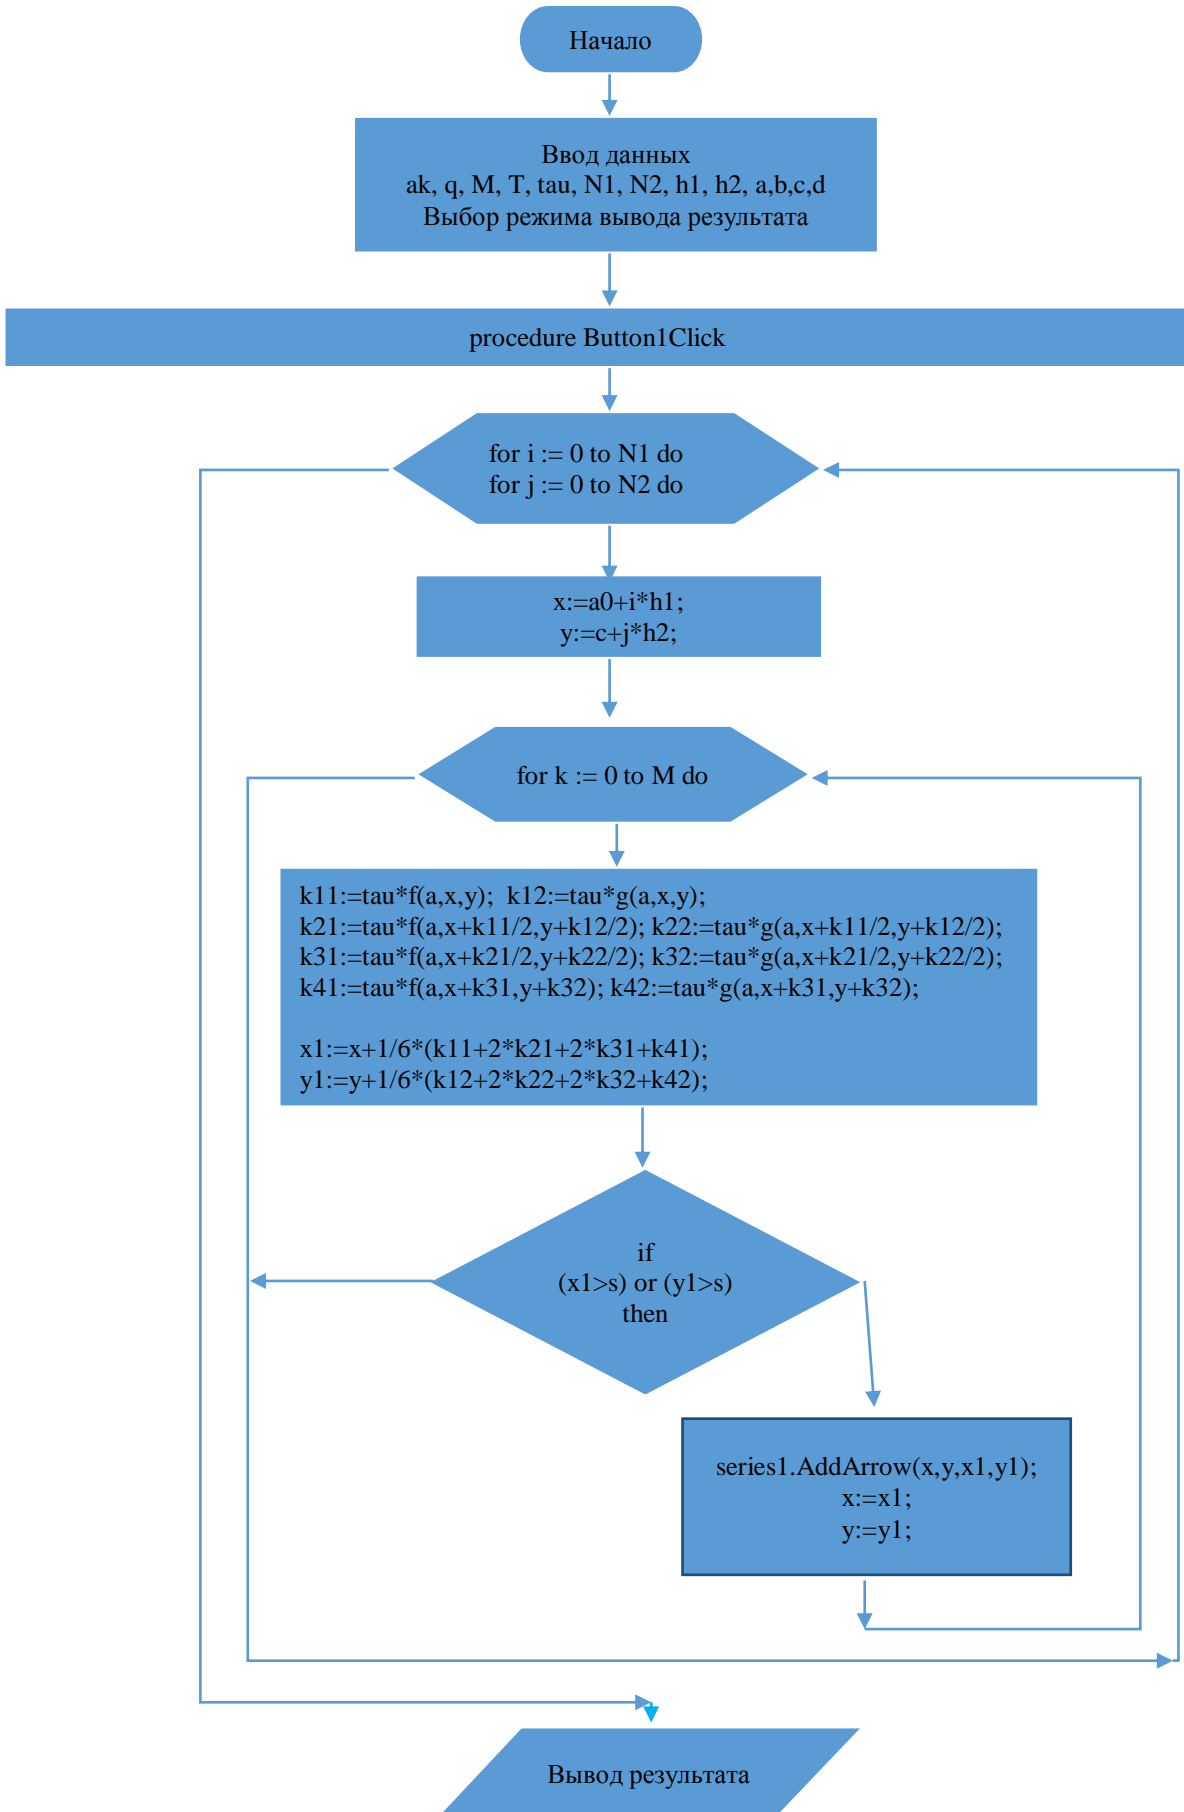 Начало
Ввод данных
ak, q, M, T, tau, N1, N2, h1, h2, a,b,c,d
Выбор режима вывода результата
procedure Button1Click
for i := 0 to N1 do
for j := 0 to N2 do
x:=a0+i*h1;
y:=c+j*h2;
for k := 0 to M do
k11:=tau*f(a,x,y);  k12:=tau*g(a,x,y);
k21:=tau*f(a,x+k11/2,y+k12/2); k22:=tau*g(a,x+k11/2,y+k12/2);
k31:=tau*f(a,x+k21/2,y+k22/2); k32:=tau*g(a,x+k21/2,y+k22/2);
k41:=tau*f(a,x+k31,y+k32); k42:=tau*g(a,x+k31,y+k32);
x1:=x+1/6*(k11+2*k21+2*k31+k41);
y1:=y+1/6*(k12+2*k22+2*k32+k42);
if
(x1>s) or (y1>s)
then
series1.AddArrow(x,y,x1,y1);
x:=x1;
y:=y1;
Вывод результата